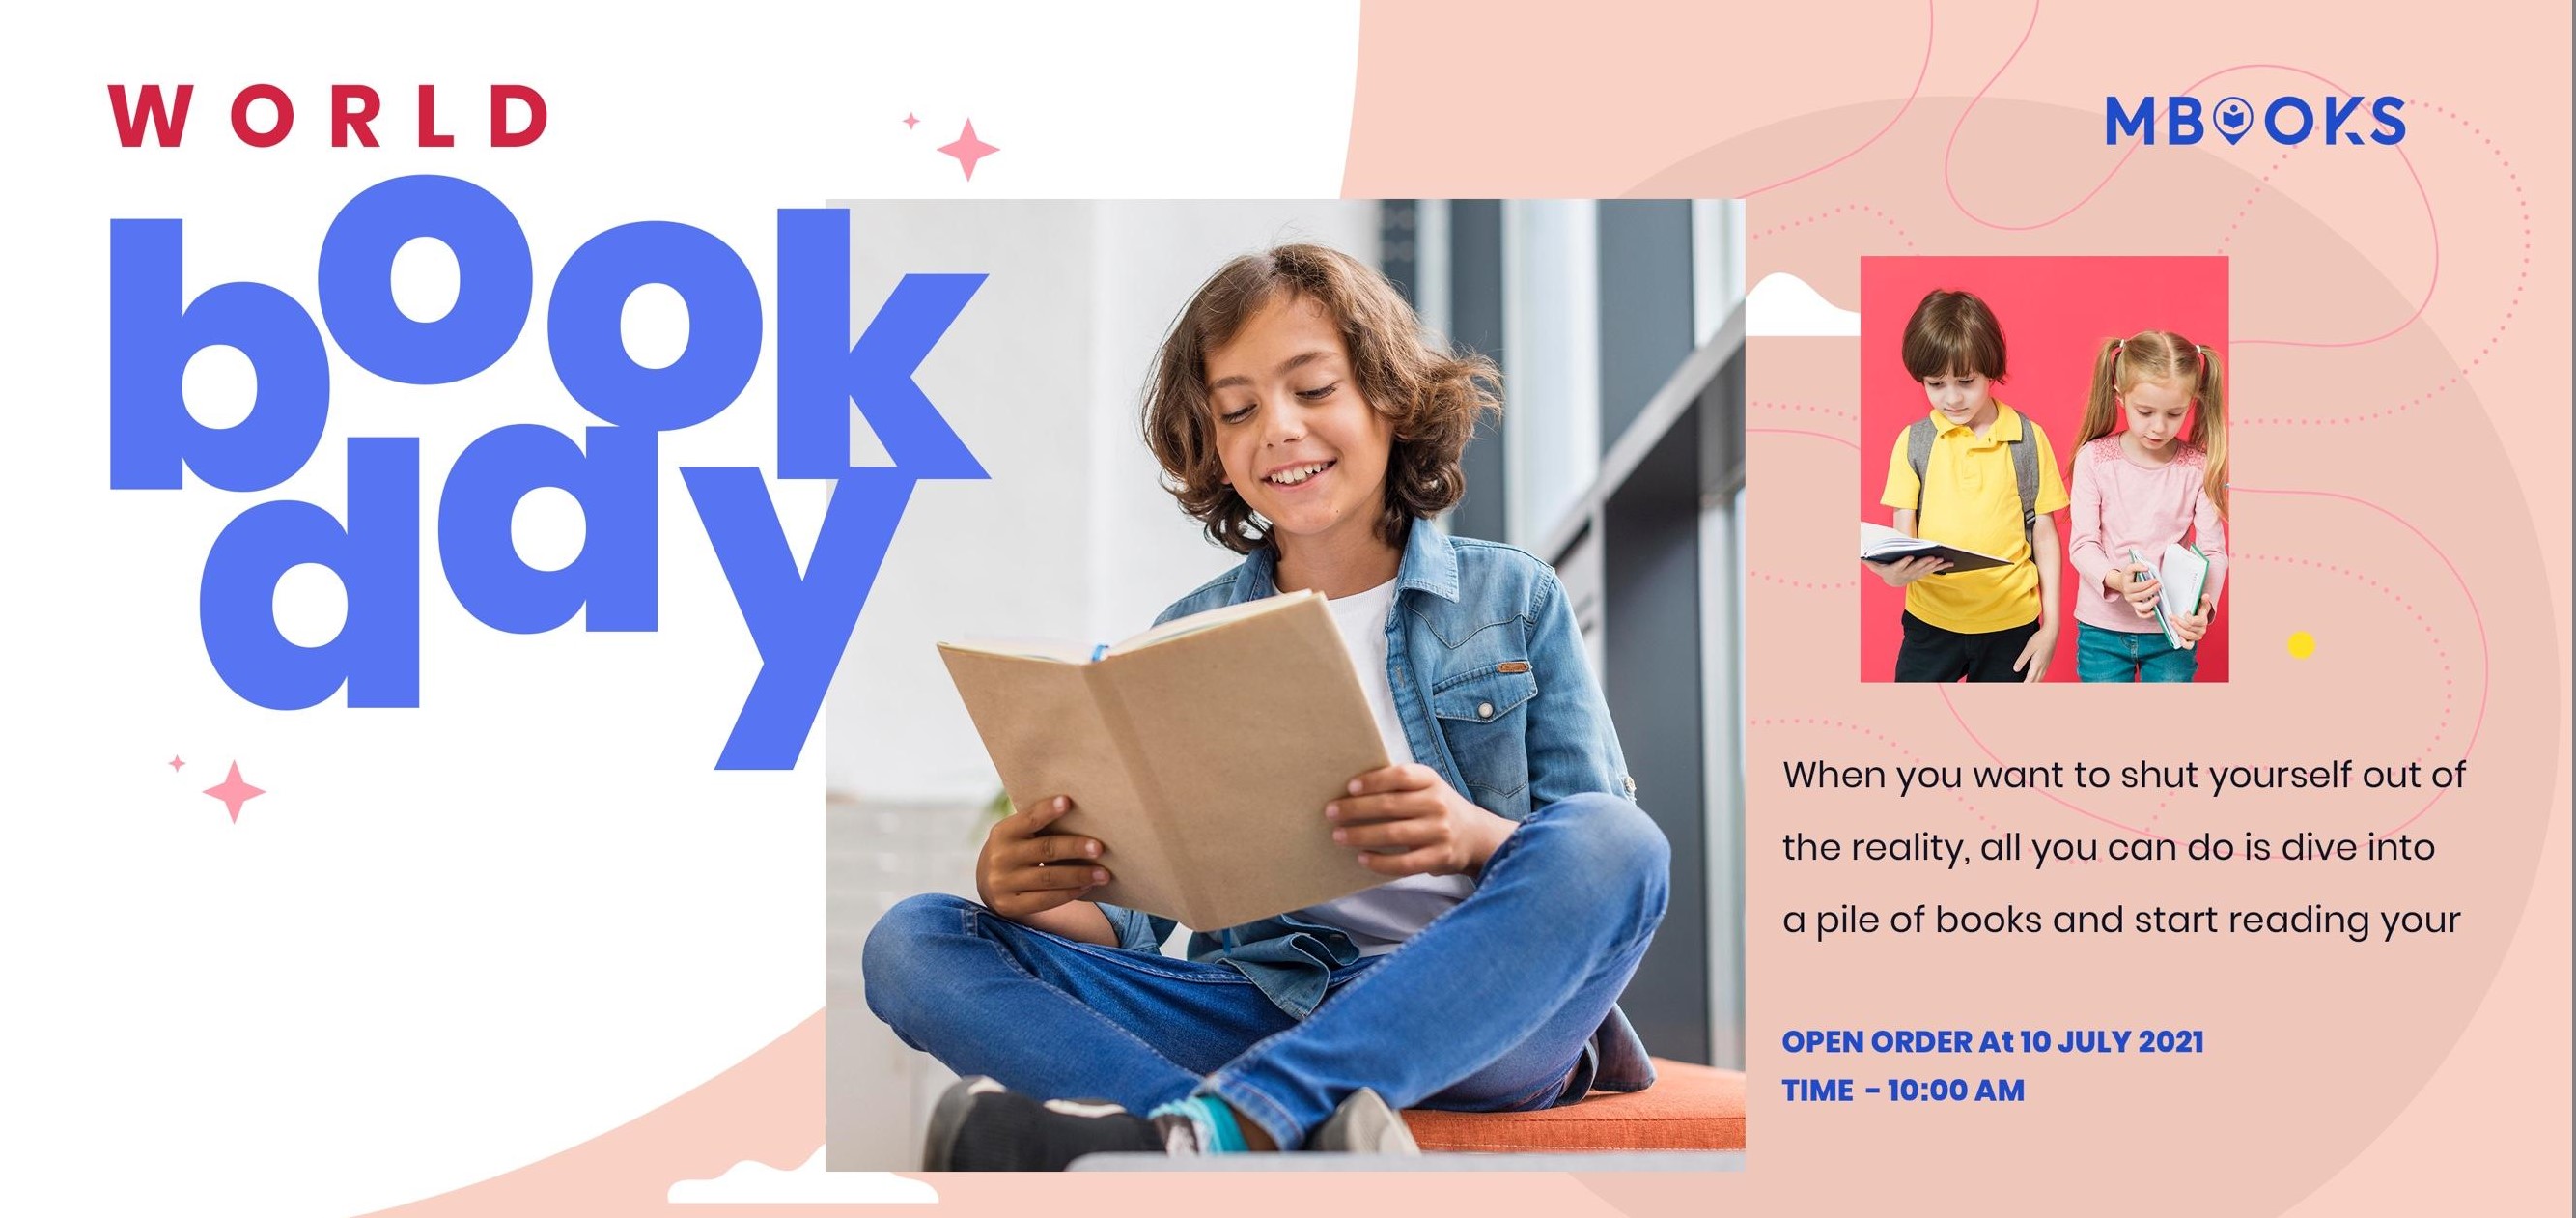 WORLD
book
day
MBOOKS
When you want to shut yourself out of
the reality, all you can do is dive into
a pile of books and start reading your
OPEN ORDER At 10 JULY 2021
TIME - 10:00 AM